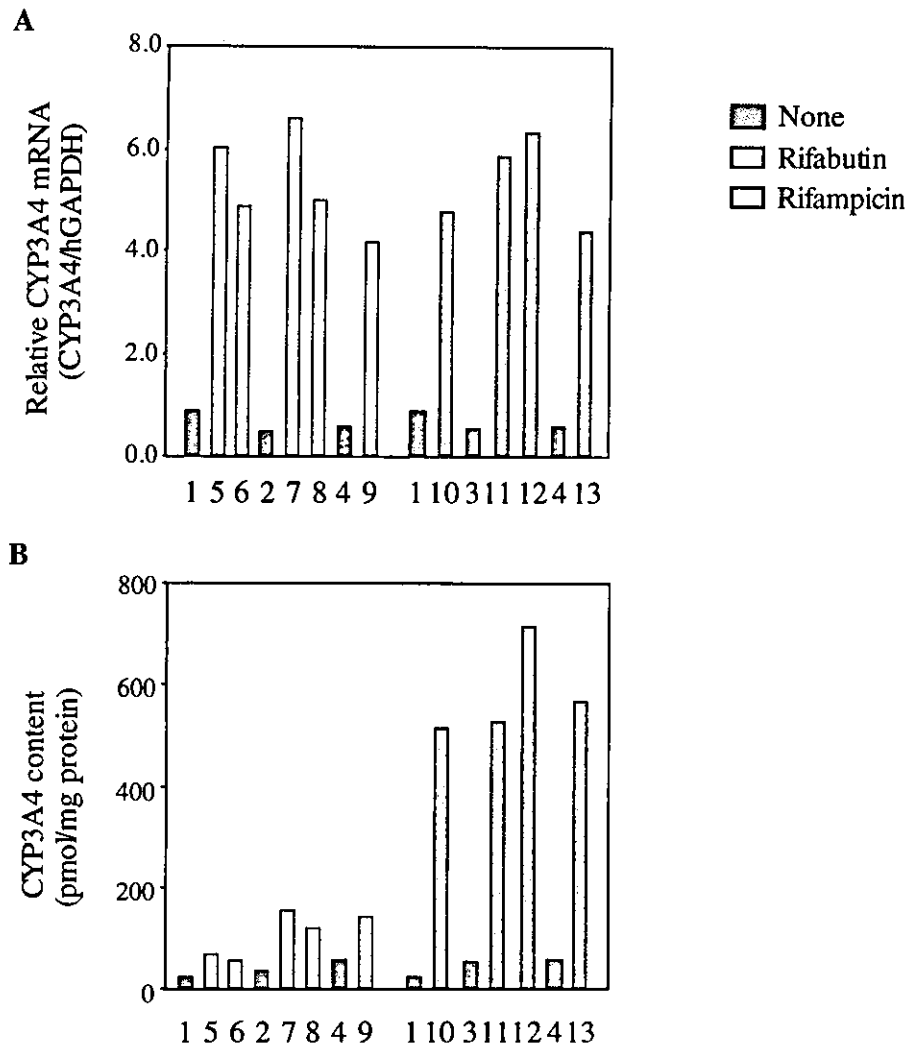 A
8.0
6.0
4.0
2.0
0.0
Relative CYP3A4 mRNA
(CYP3A4/hGAPDH)
1 5 6 2 7 8 4 9 1 10 3 11 12 4 13
None
Rifabutin
Rifampicin
B
800
600
400
200
0
CYP3A4 content
(pmol/mg protein)
1 5 6 2 7 8 4 9 1 10 3 11 12 4 13